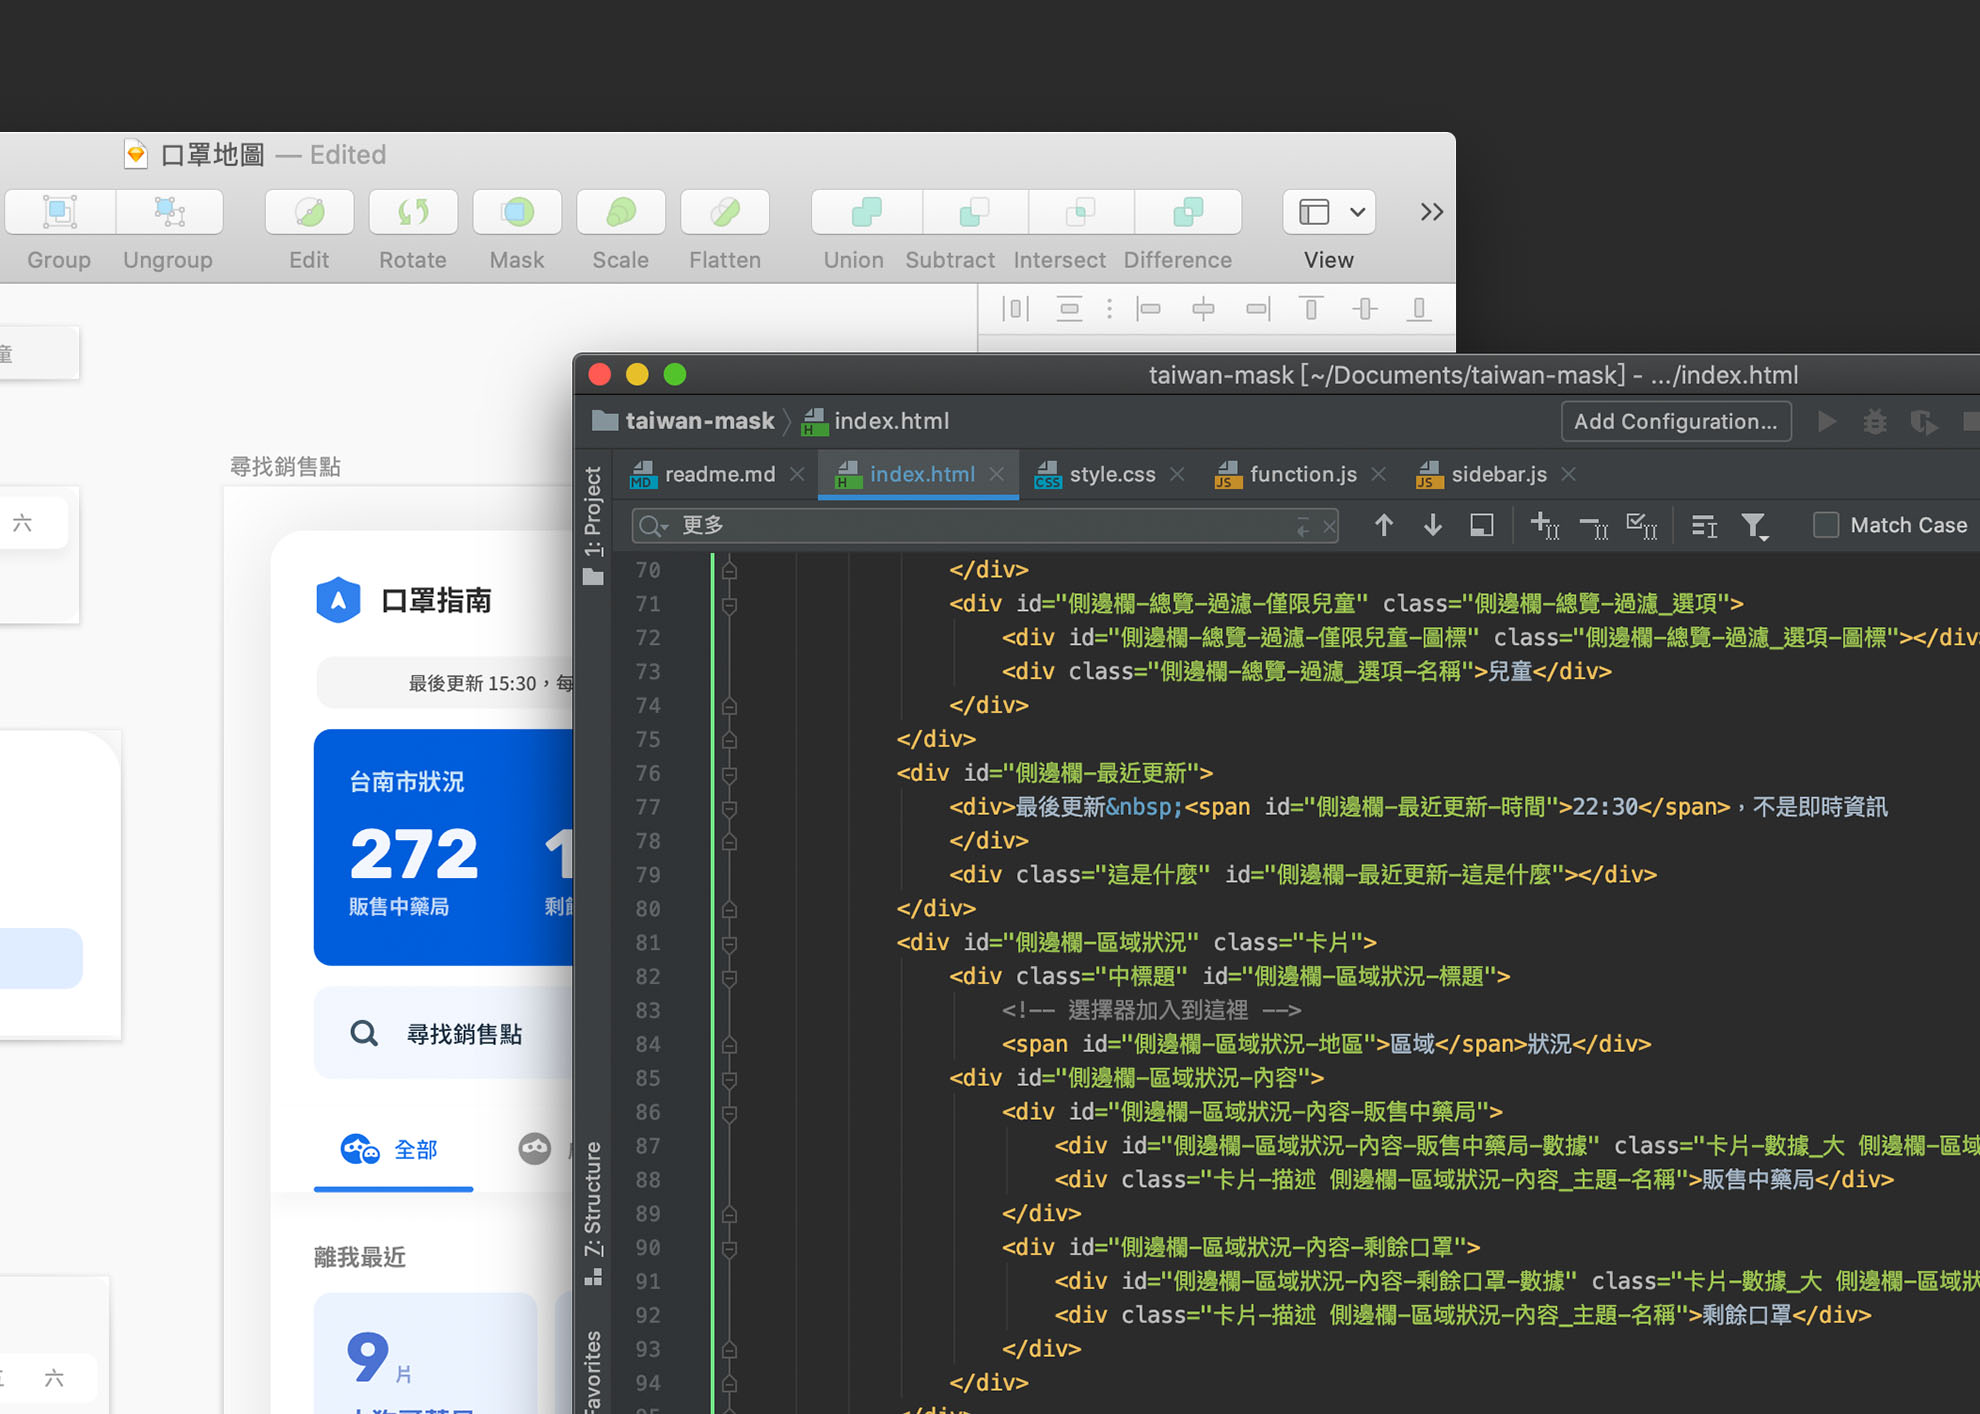 口罩地圖 — Edited
Group Ungroup Edit Rotate Mask Scale Flatten Union Subtract Intersect Difference View
童
六
尋找銷售點
口罩指南
最後更新 15:30，每
台南市狀況
272 1
販售中藥局
尋找銷售點
全部
離我最近
9 片
六
taiwan-mask [~/Documents/taiwan-mask] - .../index.html
taiwan-mask index.html Add Configuration...
readme.md index.html style.css function.js sidebar.js
更多 Match Case
1: Project
7: Structure
Favorites
70 </div>
71 <div id="側邊欄-總覽-過濾-僅限兒童" class="側邊欄-總覽-過濾_選項">
72 <div id="側邊欄-總覽-過濾-僅限兒童-圖標" class="側邊欄-總覽-過濾_選項-圖標"></div
73 <div class="側邊欄-總覽-過濾_選項-名稱">兒童</div>
74 </div>
75 </div>
76 <div id="側邊欄-最近更新">
77 <div>最後更新&nbsp;<span id="側邊欄-最近更新-時間">22:30</span>，不是即時資訊
78 </div>
79 <div class="這是什麼" id="側邊欄-最近更新-這是什麼"></div>
80 </div>
81 <div id="側邊欄-區域狀況" class="卡片">
82 <div class="中標題" id="側邊欄-區域狀況-標題">
83 <!-- 選擇器加入到這裡 -->
84 <span id="側邊欄-區域狀況-地區">區域</span>狀況</div>
85 <div id="側邊欄-區域狀況-內容">
86 <div id="側邊欄-區域狀況-內容-販售中藥局">
87 <div id="側邊欄-區域狀況-內容-販售中藥局-數據" class="卡片-數據_大 側邊欄-區域
88 <div class="卡片-描述 側邊欄-區域狀況-內容_主題-名稱">販售中藥局</div>
89 </div>
90 <div id="側邊欄-區域狀況-內容-剩餘口罩">
91 <div id="側邊欄-區域狀況-內容-剩餘口罩-數據" class="卡片-數據_大 側邊欄-區域狀
92 <div class="卡片-描述 側邊欄-區域狀況-內容_主題-名稱">剩餘口罩</div>
93 </div>
94 </div>